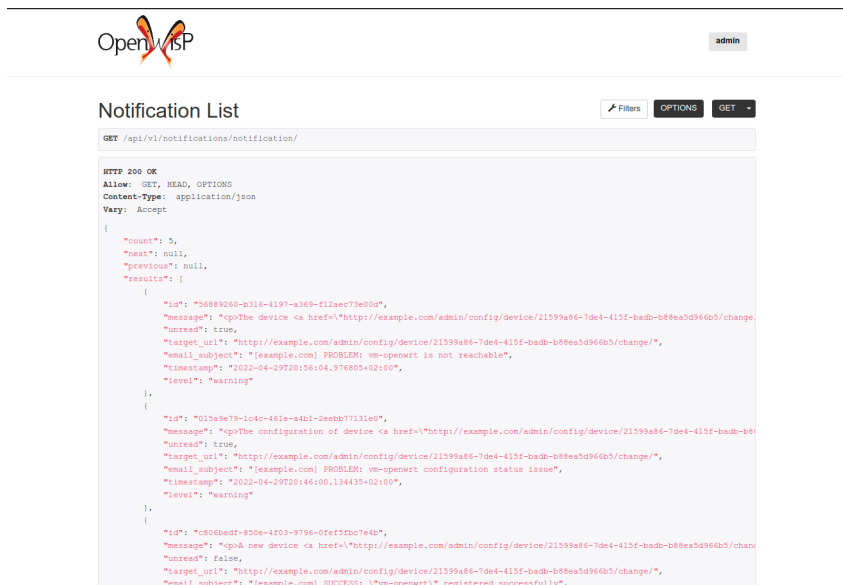 OpenWisP
admin
Notification List
Filters
OPTIONS
GET
GET /api/v1/notifications/notification/
HTTP 200 OK
Allow: GET, HEAD, OPTIONS
Content-Type: application/json
Vary: Accept
{
"count": 5,
"next": null,
"previous": null,
"results": [
{
"id": "56889260-b316-4197-a369-f12aec73e00d",
"message": "<p>The device <a href=\"http://example.com/admin/config/device/21599a86-7de4-415f-badb-b88ea5d966b5/change
"unread": true,
"target_url": "http://example.com/admin/config/device/21599a86-7de4-415f-badb-b88ea5d966b5/change/",
"email_subject": "[example.com] PROBLEM: vm-openwrt is not reachable",
"timestamp": "2022-04-29T20:56:04.976805+02:00",
"level": "warning"
},
{
"id": "015a9e79-1c4c-461e-a4b1-2eebb77131e0",
"message": "<p>The configuration of device <a href=\"http://example.com/admin/config/device/21599a86-7de4-415f-badb-b8
"unread": true,
"target_url": "http://example.com/admin/config/device/21599a86-7de4-415f-badb-b88ea5d966b5/change/",
"email_subject": "[example.com] PROBLEM: vm-openwrt configuration status issue",
"timestamp": "2022-04-29T20:46:00.134435+02:00",
"level": "warning"
},
{
"id": "c806bedf-850e-4f03-9796-0fef5fbc7e4b",
"message": "<p>A new device <a href=\"http://example.com/admin/config/device/21599a86-7de4-415f-badb-b88ea5d966b5/chan
"unread": false,
"target_url": "http://example.com/admin/config/device/21599a86-7de4-415f-badb-b88ea5d966b5/change/",
"email_subject": "[example.com] SUCCESS: \"vm-openwrt\" registered successfully",